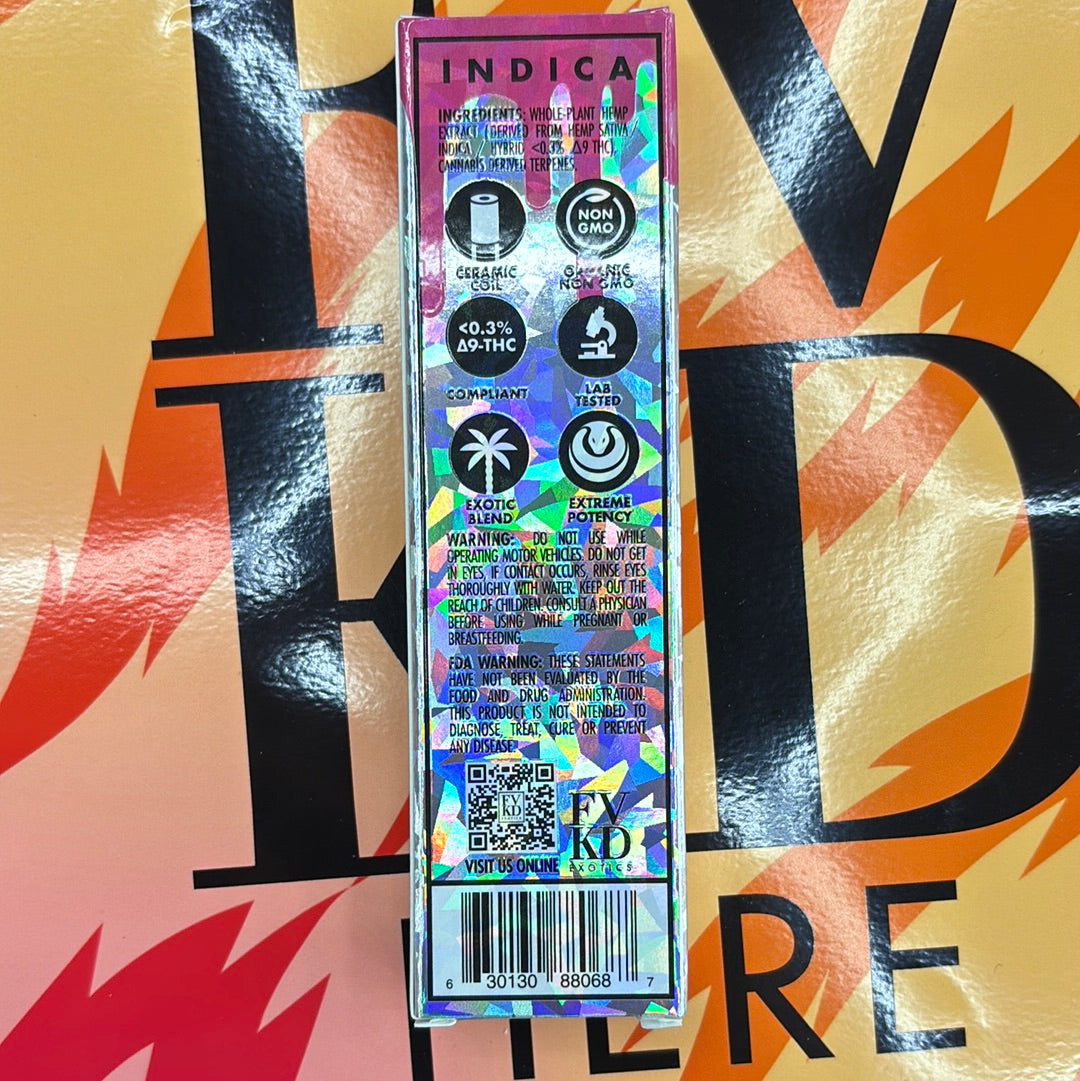 FV
KD
HERE
INDICA
INGREDIENTS: WHOLE-PLANT HEMP
EXTRACT (DERIVED FROM HEMP SATIVA
INDICA / HYBRID <0.3% Δ9 THC),
CANNABIS DERIVED TERPENES.
NON
GMO
CERAMIC
COIL
ORGANIC
NON GMO
<0.3%
Δ9-THC
COMPLIANT
LAB
TESTED
EXOTIC
BLEND
EXTREME
POTENCY
WARNING: DO NOT USE WHILE
OPERATING MOTOR VEHICLES. DO NOT GET
IN EYES, IF CONTACT OCCURS, RINSE EYES
THOROUGHLY WITH WATER. KEEP OUT THE
REACH OF CHILDREN. CONSULT A PHYSICIAN
BEFORE USING WHILE PREGNANT OR
BREASTFEEDING.
FDA WARNING: THESE STATEMENTS
HAVE NOT BEEN EVALUATED BY THE
FOOD AND DRUG ADMINISTRATION.
THIS PRODUCT IS NOT INTENDED TO
DIAGNOSE, TREAT, CURE OR PREVENT
ANY DISEASE.
FV
KD
VISIT US ONLINE
FV
KD
EXOTICS
6 30130 88068 7